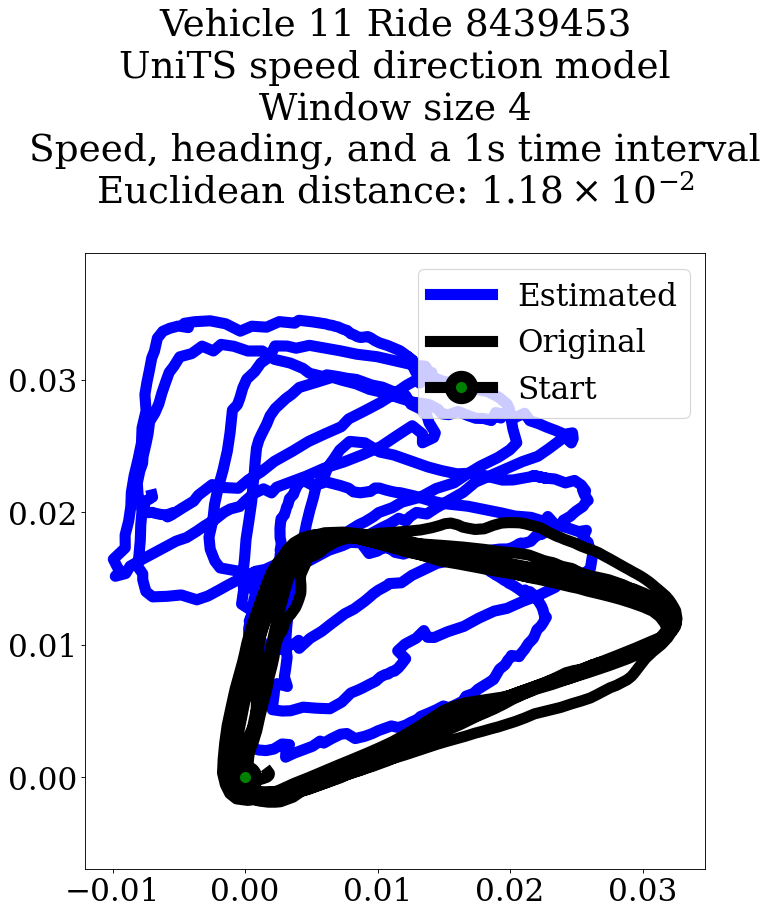 Vehicle 11 Ride 8439453
UniTS speed direction model
Window size 4
Speed, heading, and a 1s time interval
Euclidean distance: 1.18 × 10⁻²
Estimated
Original
Start
0.03
0.02
0.01
0.00
−0.01 0.00 0.01 0.02 0.03